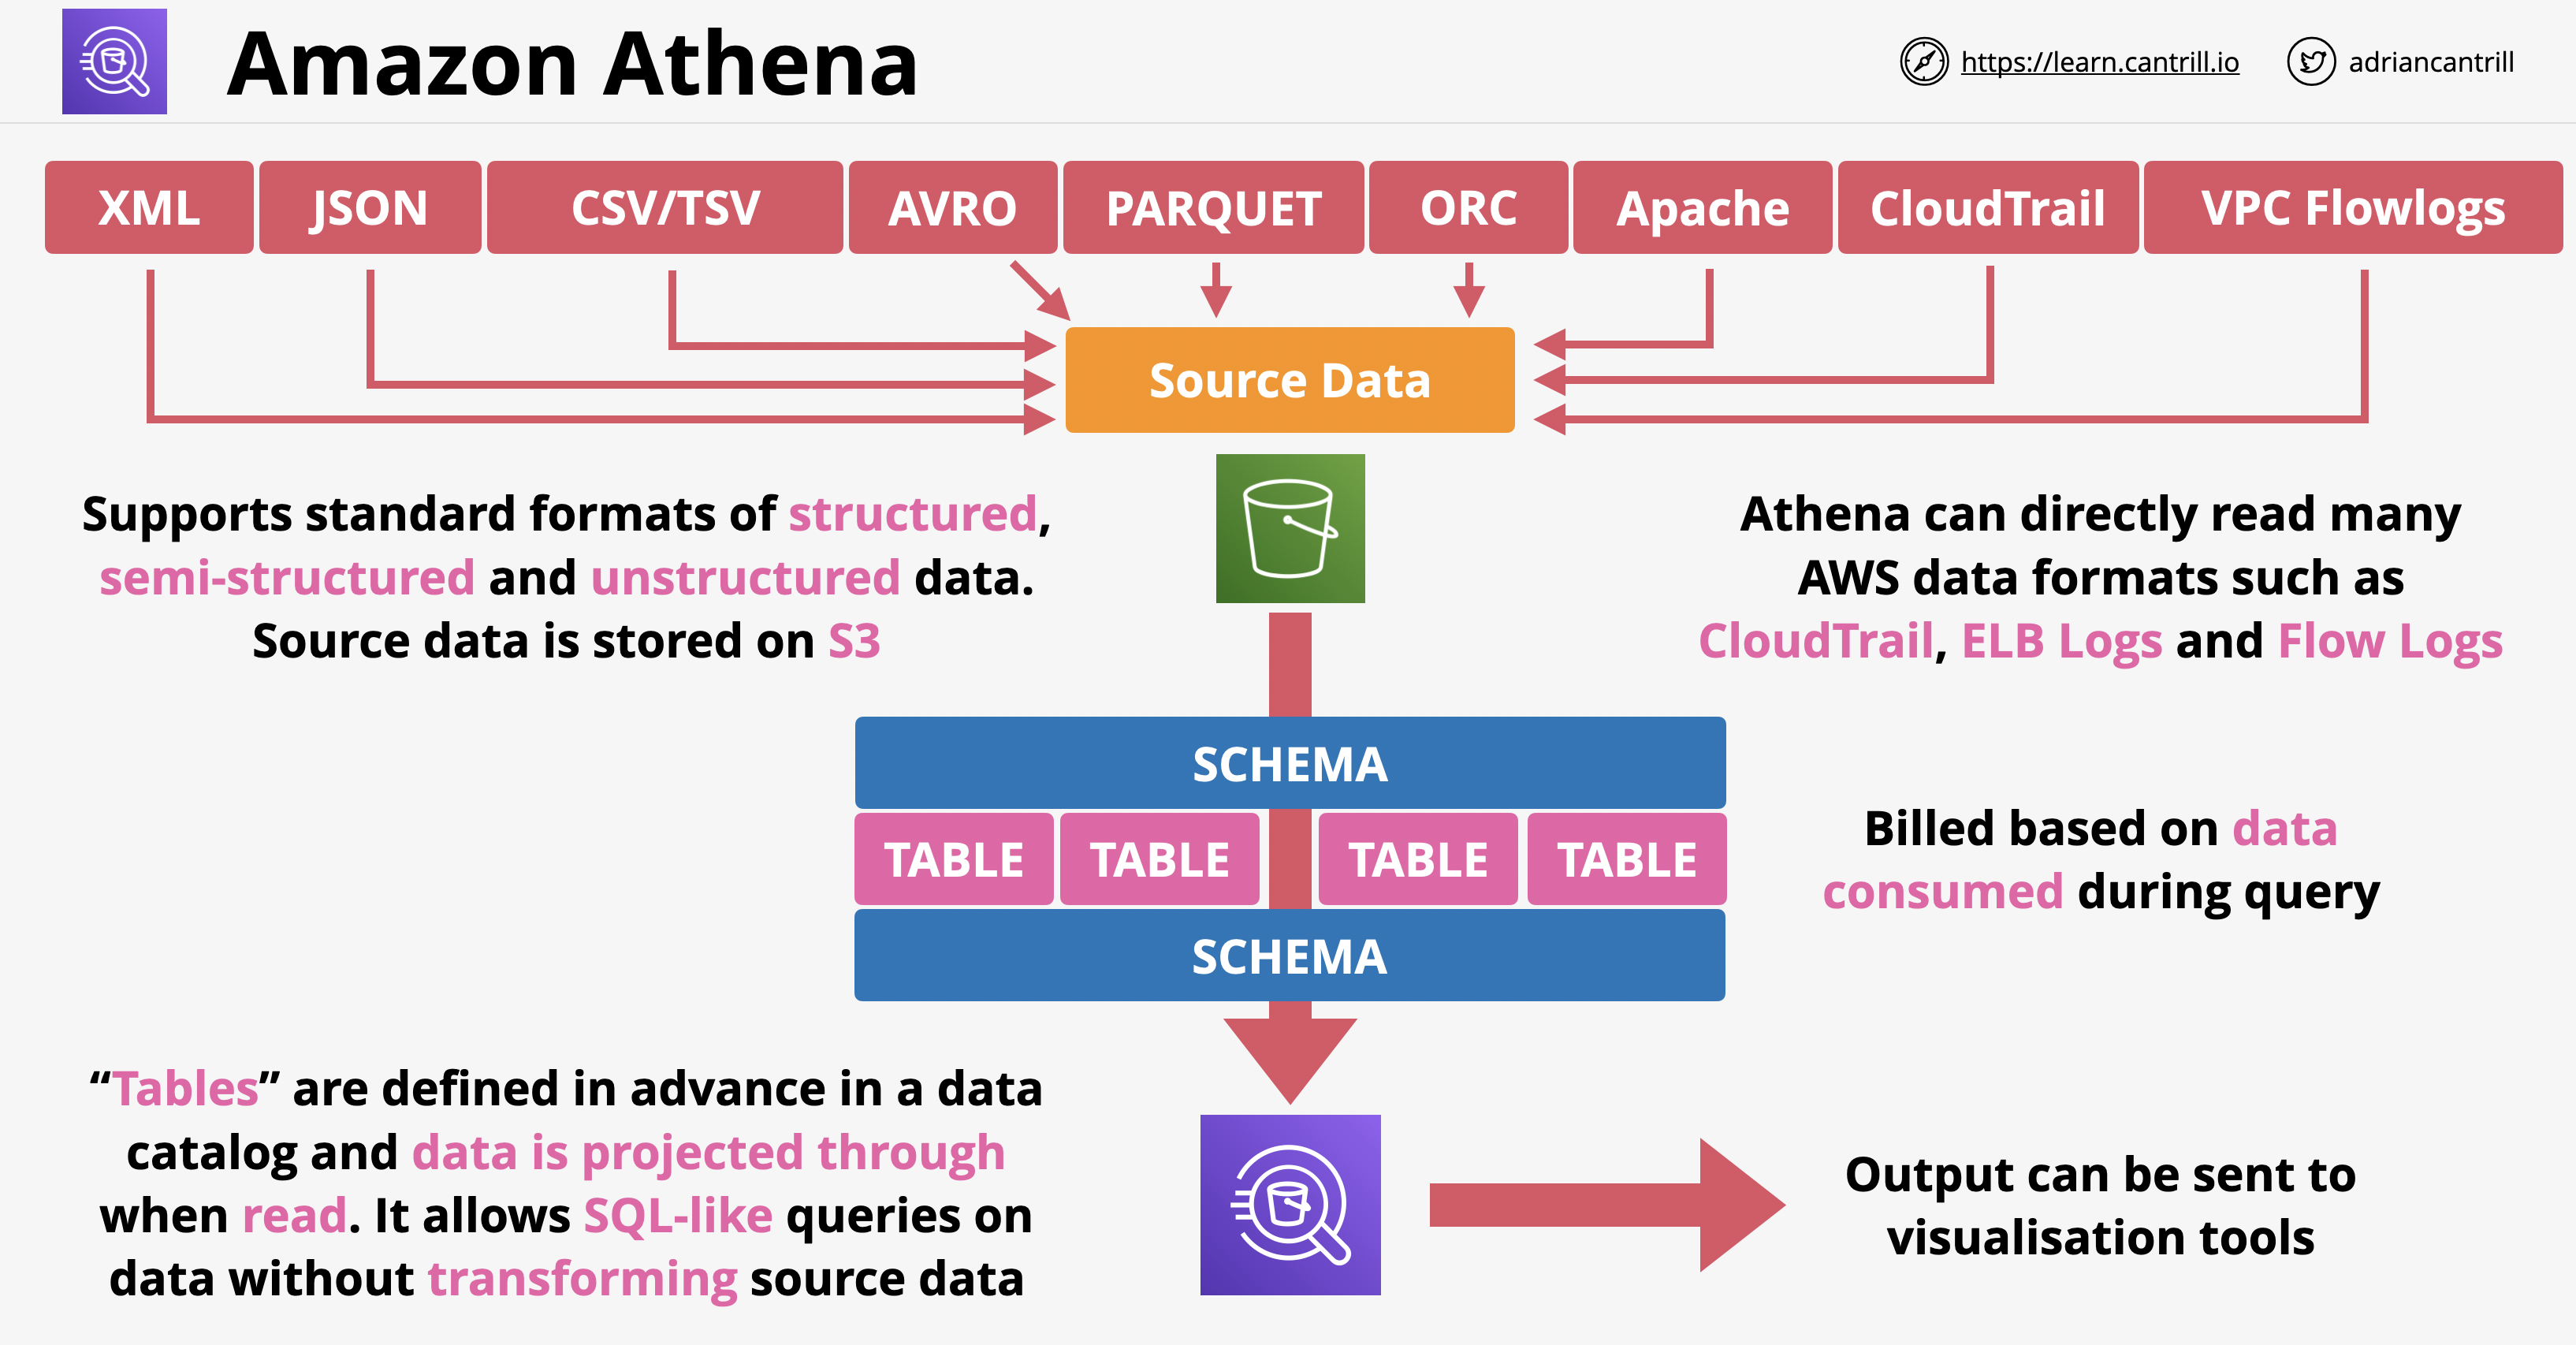 Amazon Athena
https://learn.cantrill.io
adriancantrill
XML
JSON
CSV/TSV
AVRO
PARQUET
ORC
Apache
CloudTrail
VPC Flowlogs
Source Data
Supports standard formats of structured,
semi-structured and unstructured data.
Source data is stored on S3
Athena can directly read many
AWS data formats such as
CloudTrail, ELB Logs and Flow Logs
SCHEMA
TABLE
TABLE
TABLE
TABLE
SCHEMA
Billed based on data
consumed during query
“Tables” are defined in advance in a data
catalog and data is projected through
when read. It allows SQL-like queries on
data without transforming source data
Output can be sent to
visualisation tools